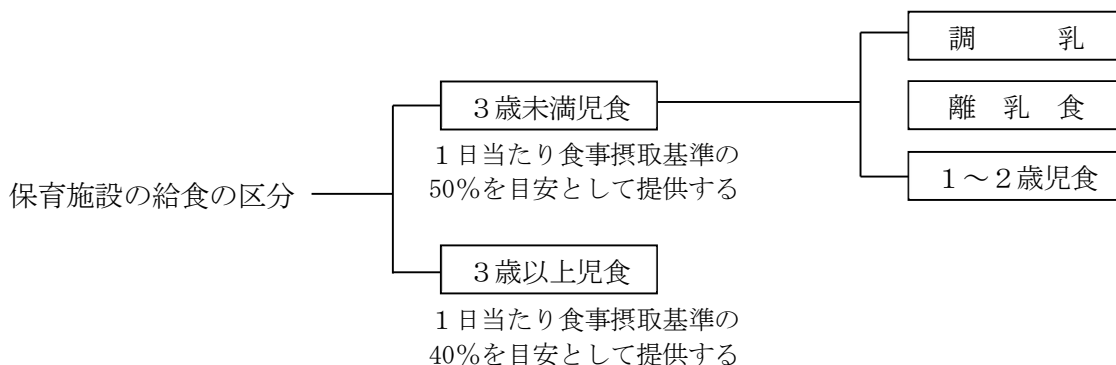 保育施設の給食の区分
３歳未満児食
１日当たり食事摂取基準の
50％を目安として提供する
調　　　乳
離　乳　食
１～２歳児食
３歳以上児食
１日当たり食事摂取基準の
40％を目安として提供する